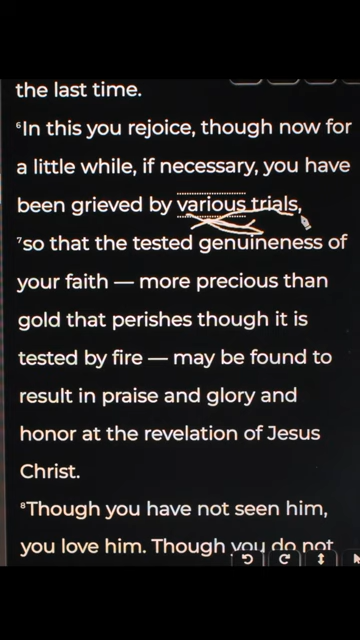 the last time.
⁶In this you rejoice, though now for
a little while, if necessary, you have
been grieved by various trials,
⁷so that the tested genuineness of
your faith — more precious than
gold that perishes though it is
tested by fire — may be found to
result in praise and glory and
honor at the revelation of Jesus
Christ.
⁸Though you have not seen him,
you love him. Though you do not